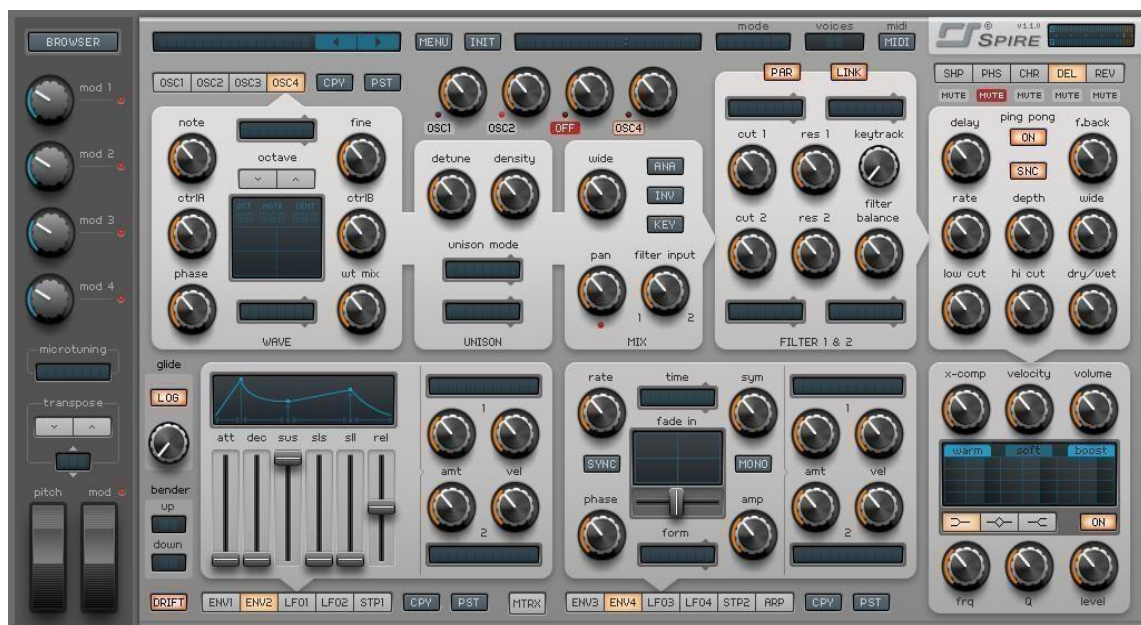 BROWSER
MENU INIT
mode voices midi
MIDI
© v1.1.0
SPIRE
mod 1
mod 2
mod 3
mod 4
microtuning
transpose
pitch mod
OSC1 OSC2 OSC3 OSC4 CPY PST
OSC1 OSC2 OFF OSC4
note fine
octave
ctrlA ctrlB
OCT NOTE CENT
phase wt mix
WAVE
detune density
unison mode
UNISON
wide
ANA
INV
KEY
pan filter input
1 2
MIX
PAR LINK
cut 1 res 1 keytrack
cut 2 res 2 filter balance
FILTER 1 & 2
SHP PHS CHR DEL REV
MUTE MUTE MUTE MUTE MUTE
delay ping pong f.back
ON
SNC
rate depth wide
low cut hi cut dry/wet
glide
LOG
bender
up
down
DRIFT
att dec sus sls sll rel
1
amt vel
2
ENV1 ENV2 LFO1 LFO2 STP1 CPY PST
MTRX
rate time sym
fade in
SYNC MONO
phase amp
form
1
amt vel
2
ENV3 ENV4 LFO3 LFO4 STP2 ARP CPY PST
x-comp velocity volume
warm soft boost
ON
frq Q level